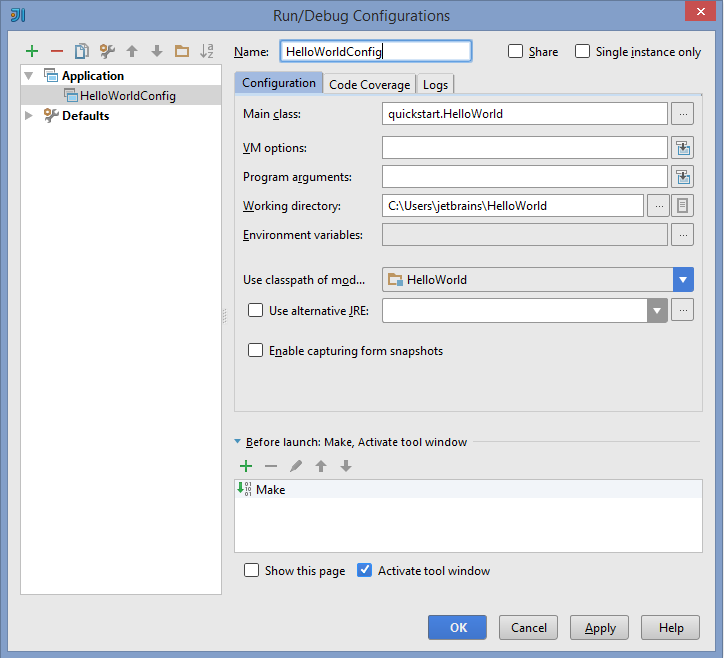 Run/Debug Configurations
Name: HelloWorldConfig Share Single instance only
Application
HelloWorldConfig
Defaults
Configuration Code Coverage Logs
Main class: quickstart.HelloWorld ...
VM options:
Program arguments:
Working directory: C:\Users\jetbrains\HelloWorld ...
Environment variables: ...
Use classpath of mod... HelloWorld
Use alternative JRE: ...
Enable capturing form snapshots
Before launch: Make, Activate tool window
Make
Show this page Activate tool window
OK Cancel Apply Help